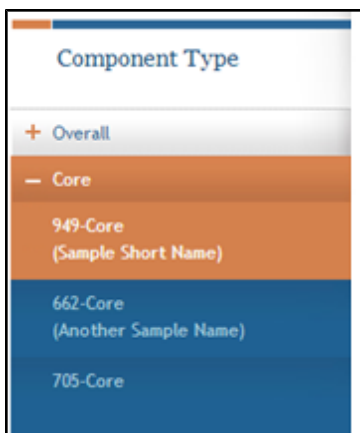 Component Type
+ Overall
– Core
949-Core
(Sample Short Name)
662-Core
(Another Sample Name)
705-Core